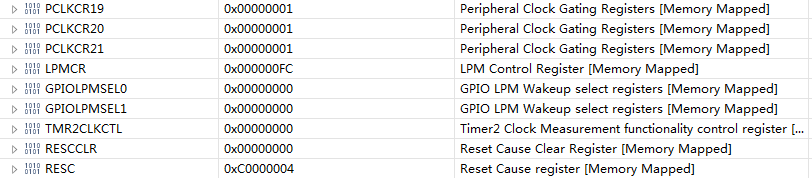 PCLKCR19 0x00000001 Peripheral Clock Gating Registers [Memory Mapped]
PCLKCR20 0x00000001 Peripheral Clock Gating Registers [Memory Mapped]
PCLKCR21 0x00000001 Peripheral Clock Gating Registers [Memory Mapped]
LPMCR 0x000000FC LPM Control Register [Memory Mapped]
GPIOLPMSEL0 0x00000000 GPIO LPM Wakeup select registers [Memory Mapped]
GPIOLPMSEL1 0x00000000 GPIO LPM Wakeup select registers [Memory Mapped]
TMR2CLKCTL 0x00000000 Timer2 Clock Measurement functionality control register [...
RESCCLR 0x00000000 Reset Cause Clear Register [Memory Mapped]
RESC 0xC0000004 Reset Cause register [Memory Mapped]